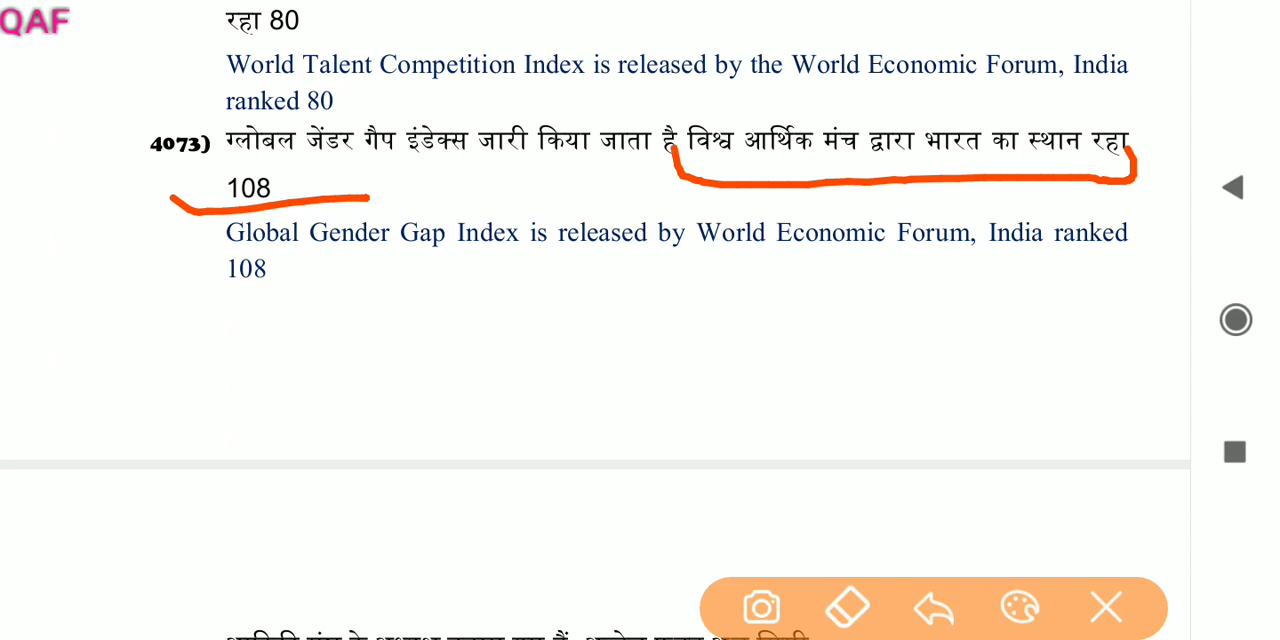 QAF
रहा 80
World Talent Competition Index is released by the World Economic Forum, India
ranked 80
4073) ग्लोबल जेंडर गैप इंडेक्स जारी किया जाता है विश्व आर्थिक मंच द्वारा भारत का स्थान रहा
108
Global Gender Gap Index is released by World Economic Forum, India ranked
108